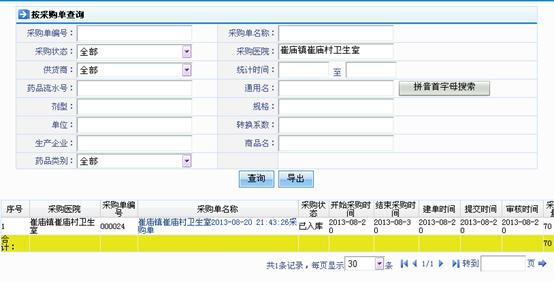 按采购单查询
采购单编号： 采购单名称：
采购状态： 全部 采购医院： 崔庙镇崔庙村卫生室
供货商： 全部 统计时间： 至
药品流水号： 通用名： 拼音首字母搜索
剂型： 规格：
单位： 转换系数：
生产企业： 商品名：
药品类别： 全部
查询 导出
序号 采购医院 采购单编号 采购单名称 采购状态 开始采购时间 结束采购时间 建单时间 提交时间 审核时间 采
1 崔庙镇崔庙村卫生室 000024 崔庙镇崔庙村卫生室2013-08-20 21:43:26采购单 已入库 2013-08-20 2013-08-30 2013-08-20 2013-08-20 2013-08-20 70
合计： 70
共1条记录，每页显示 30 条 1/1 转到 页